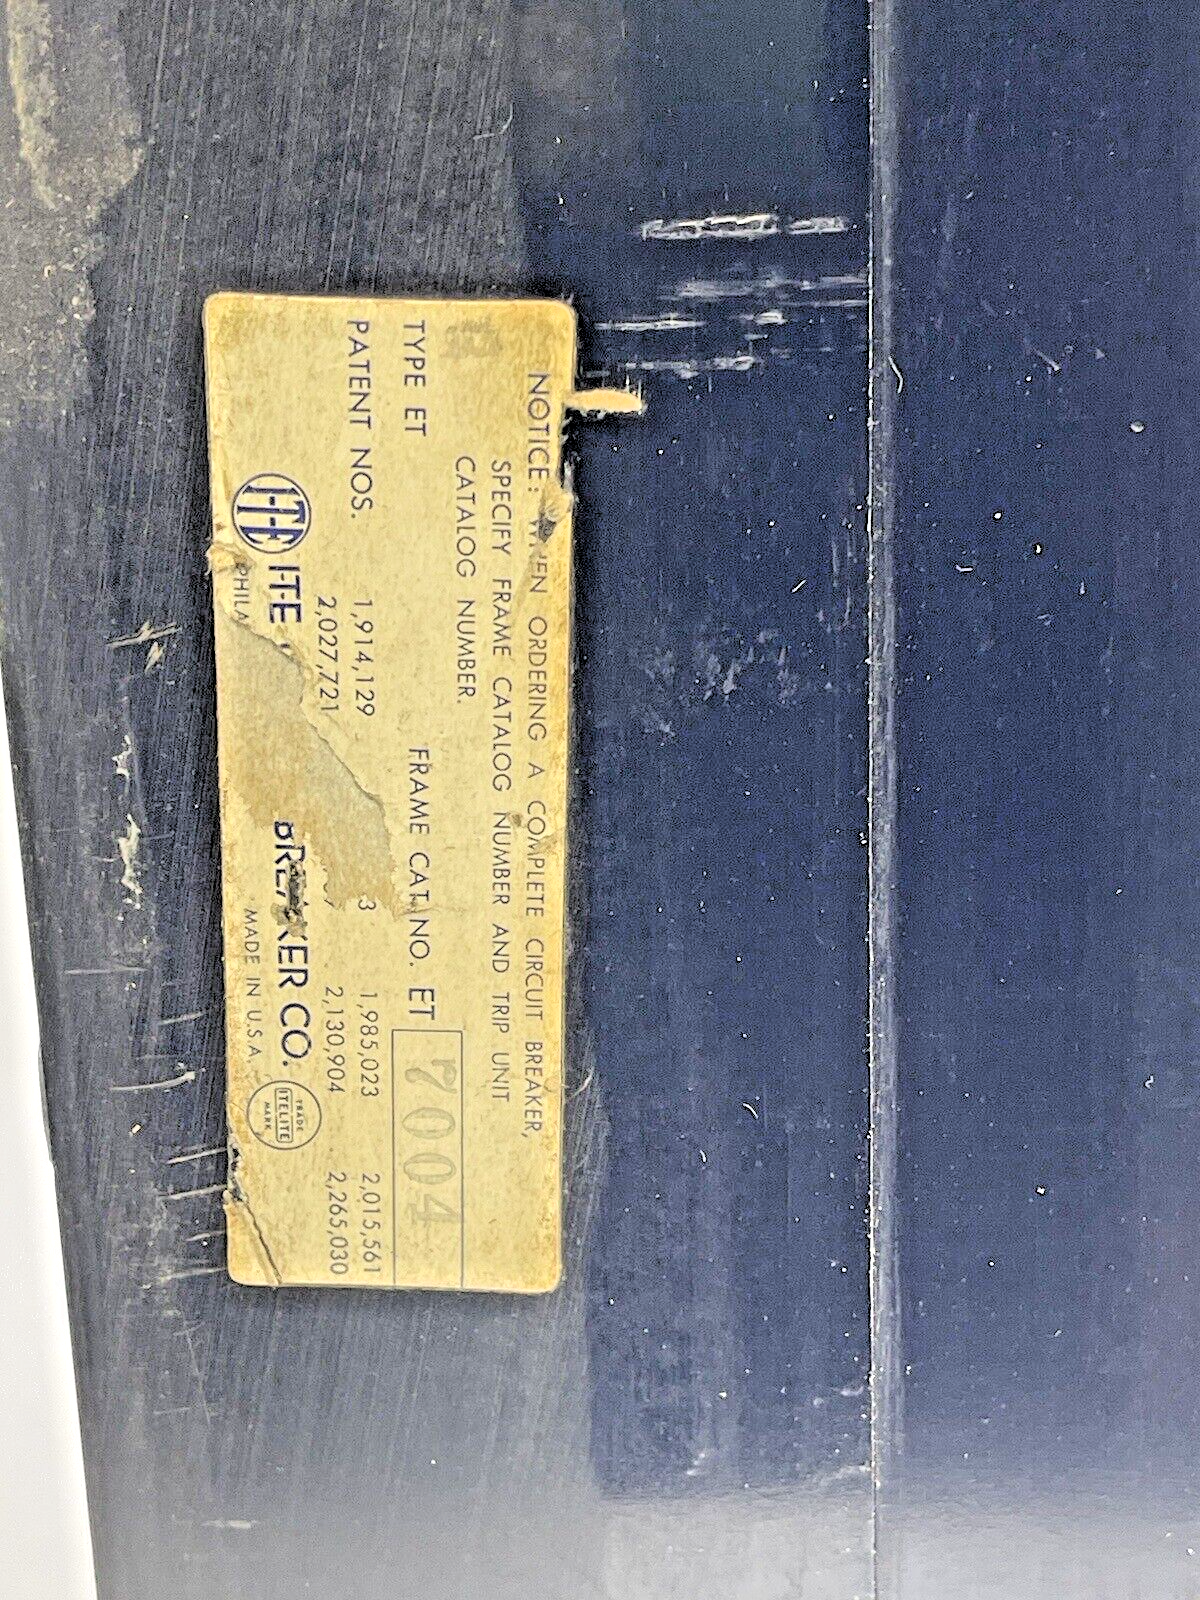 NOTICE: WHEN ORDERING A COMPLETE CIRCUIT BREAKER,
SPECIFY FRAME CATALOG NUMBER AND TRIP UNIT
CATALOG NUMBER.
TYPE ET FRAME CAT. NO. ET 7004
PATENT NOS. 1,914,129 3 1,985,023 2,015,561
2,027,721 2,130,904 2,265,030
I-T-E I-T-E BREAKER CO.
PHILA MADE IN U.S.A.
TRADE
ITELITE
MARK